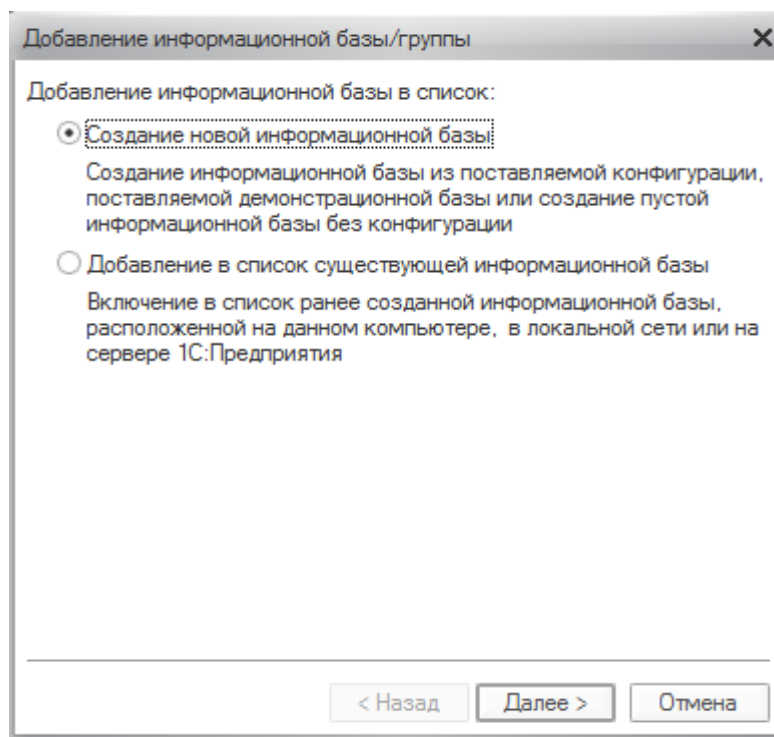 Добавление информационной базы/группы
Добавление информационной базы в список:
Создание новой информационной базы
Создание информационной базы из поставляемой конфигурации,
поставляемой демонстрационной базы или создание пустой
информационной базы без конфигурации
Добавление в список существующей информационной базы
Включение в список ранее созданной информационной базы,
расположенной на данном компьютере, в локальной сети или на
сервере 1С:Предприятия
< Назад Далее > Отмена